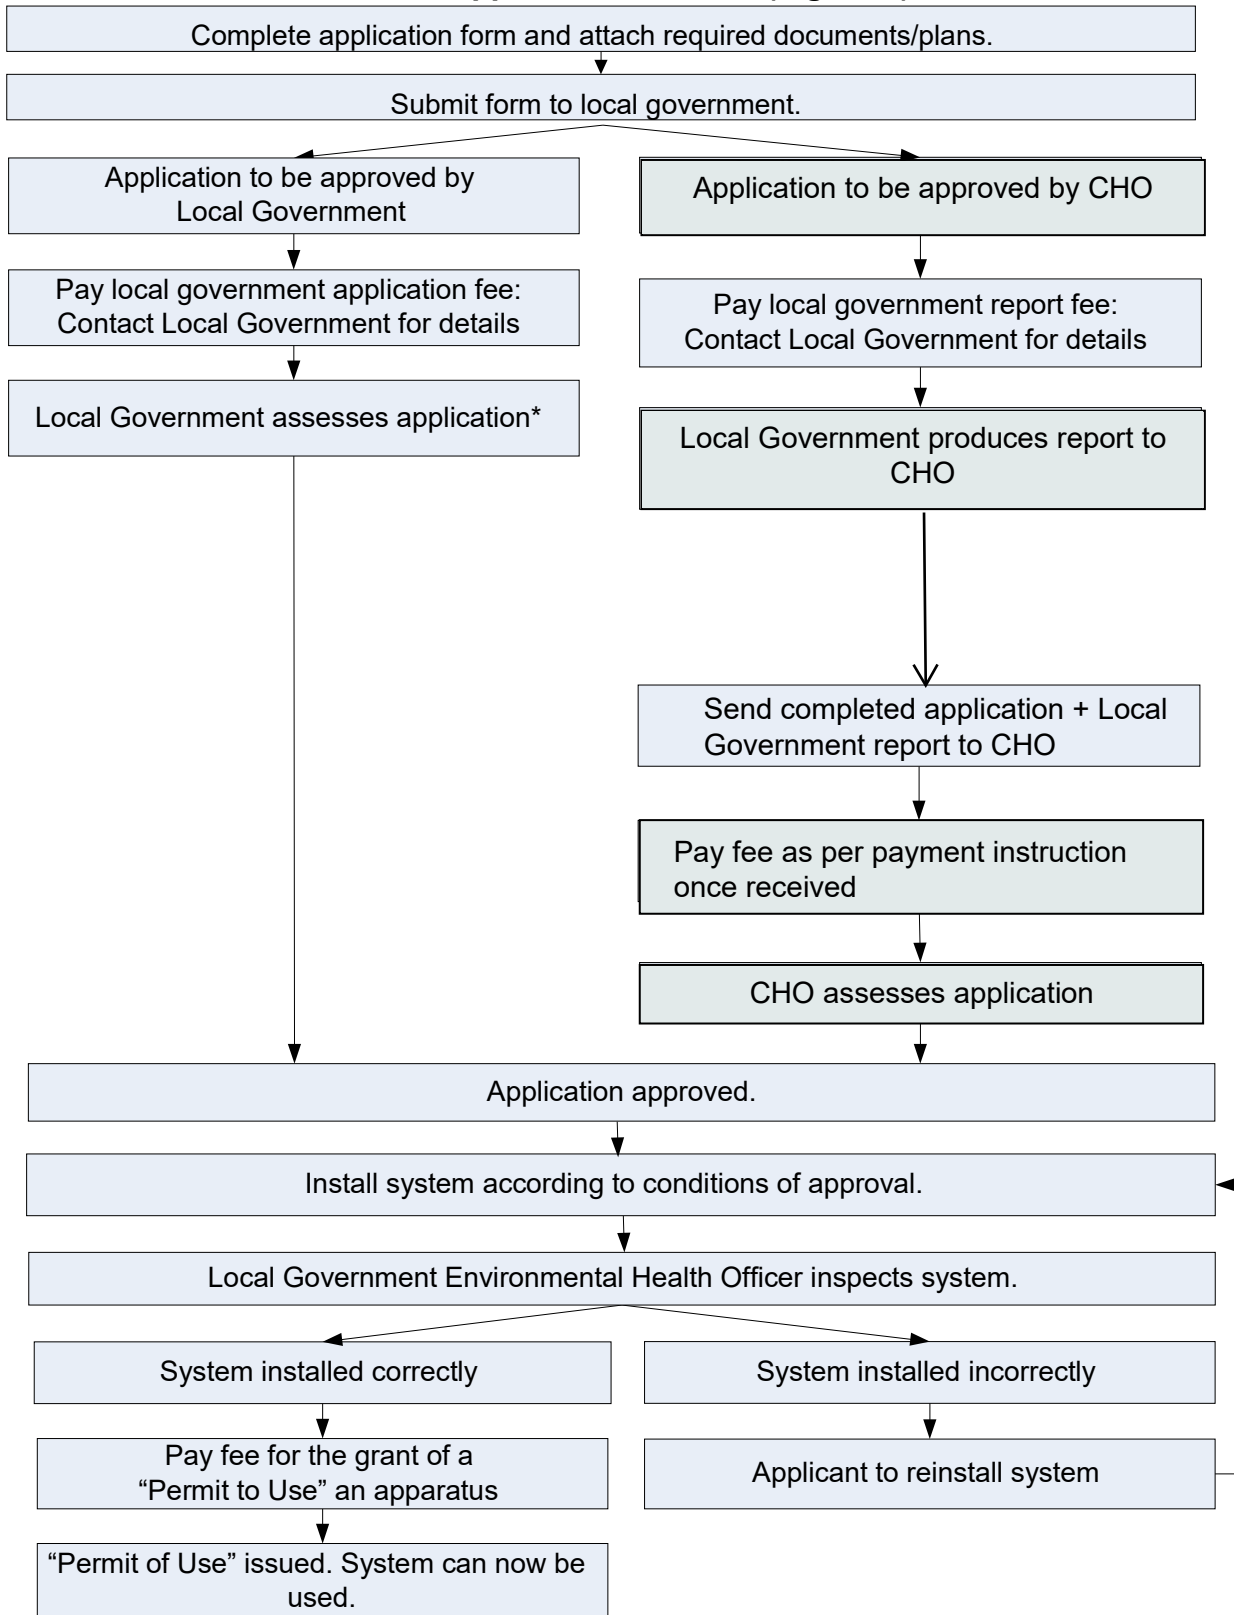 Complete application form and attach required documents/plans.
Submit form to local government.
Application to be approved by
Local Government
Application to be approved by CHO
Pay local government application fee:
Contact Local Government for details
Pay local government report fee:
Contact Local Government for details
Local Government assesses application*
Local Government produces report to
CHO
Send completed application + Local
Government report to CHO
Pay fee as per payment instruction
once received
CHO assesses application
Application approved.
Install system according to conditions of approval.
Local Government Environmental Health Officer inspects system.
System installed correctly
System installed incorrectly
Pay fee for the grant of a
“Permit to Use” an apparatus
Applicant to reinstall system
“Permit of Use” issued. System can now be
used.